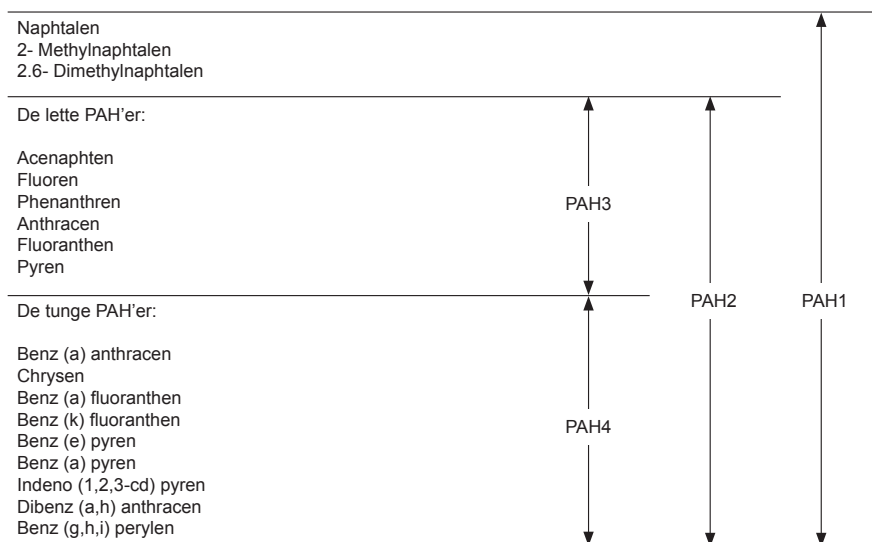 Naphtalen
2- Methylnaphtalen
2.6- Dimethylnaphtalen
De lette PAH'er:
Acenaphten
Fluoren
Phenanthren
Anthracen
Fluoranthen
Pyren
PAH3
De tunge PAH'er:
Benz (a) anthracen
Chrysen
Benz (a) fluoranthen
Benz (k) fluoranthen
Benz (e) pyren
Benz (a) pyren
Indeno (1,2,3-cd) pyren
Dibenz (a,h) anthracen
Benz (g,h,i) perylen
PAH4
PAH2
PAH1